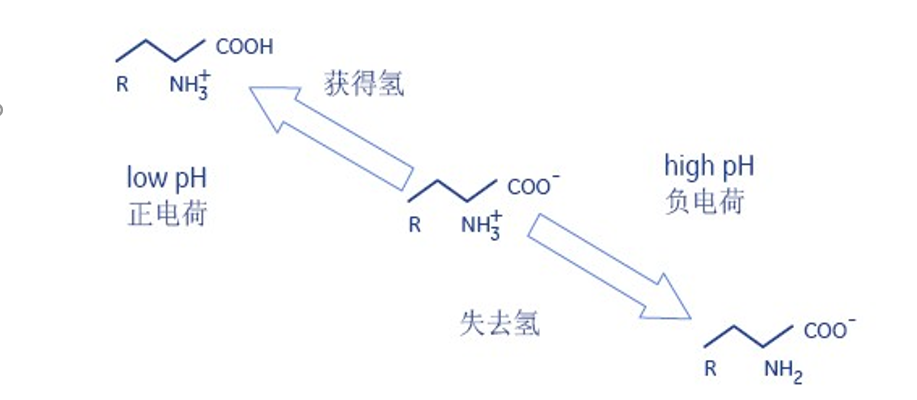 COOH
R NH₃⁺
获得氢
low pH
正电荷
high pH
负电荷
COO⁻
R NH₃⁺
失去氢
COO⁻
R NH₂